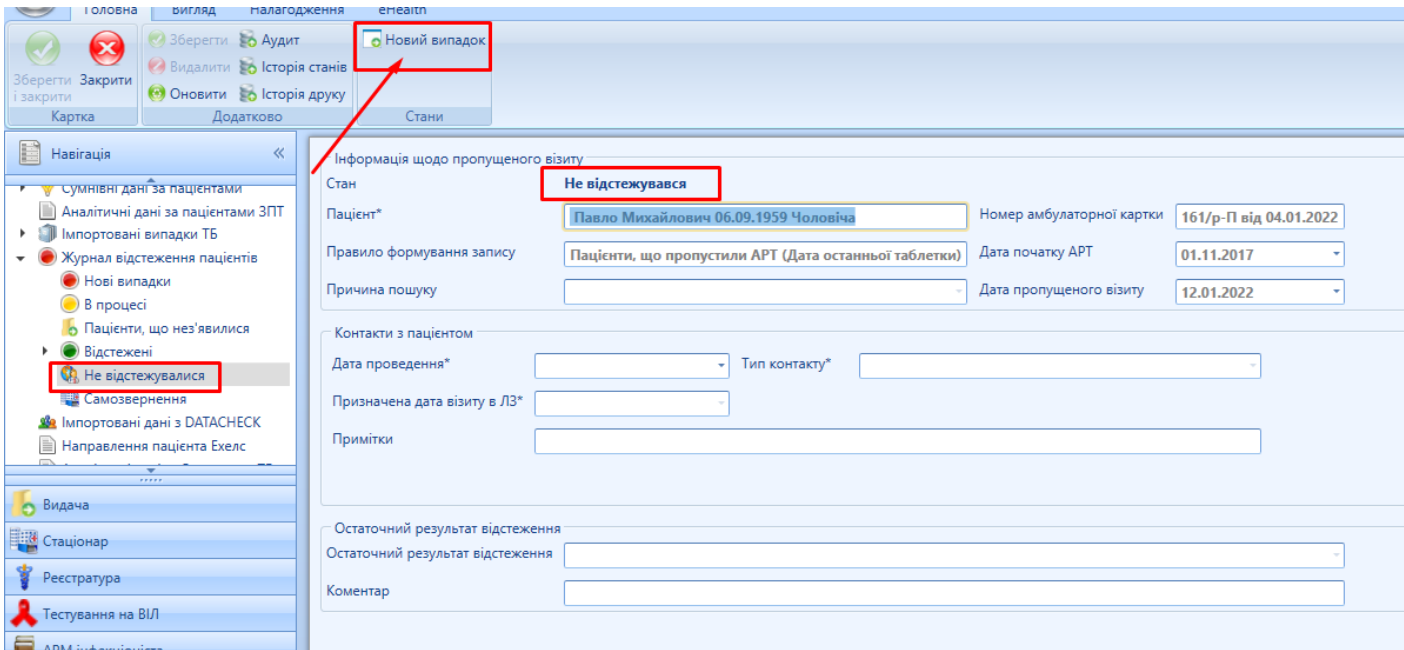 Головна Вигляд Налагодження eHealth
Зберегти Аудит Новий випадок
Видалити Історія станів
Зберегти і закрити Закрити Оновити Історія друку
Картка Додатково Стани
Навігація
Сумнівні дані за пацієнтами
Аналітичні дані за пацієнтами ЗПТ
Імпортовані випадки ТБ
Журнал відстеження пацієнтів
Нові випадки
В процесі
Пацієнти, що нез'явилися
Відстежені
Не відстежувалися
Самозвернення
Імпортовані дані з DATACHECK
Направлення пацієнта Ехелс
Видача
Стаціонар
Реєстратура
Тестування на ВІЛ
АРМ інфекціоніста
Інформація щодо пропущеного візиту
Стан Не відстежувався
Пацієнт* Павло Михайлович 06.09.1959 Чоловіча Номер амбулаторної картки 161/р-П від 04.01.2022
Правило формування запису Пацієнти, що пропустили АРТ (Дата останньої таблетки) Дата початку АРТ 01.11.2017
Причина пошуку Дата пропущеного візиту 12.01.2022
Контакти з пацієнтом
Дата проведення* Тип контакту*
Призначена дата візиту в ЛЗ*
Примітки
Остаточний результат відстеження
Остаточний результат відстеження
Коментар